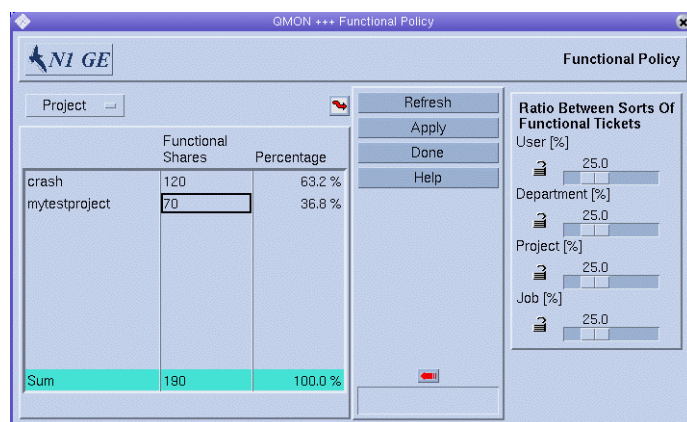 QMON +++ Functional Policy
N1 GE
Functional Policy
Project
Functional
Shares
Percentage
crash 120 63.2 %
mytestproject 70 36.8 %
Sum 190 100.0 %
Refresh
Apply
Done
Help
Ratio Between Sorts Of
Functional Tickets
User [%]
25.0
Department [%]
25.0
Project [%]
25.0
Job [%]
25.0